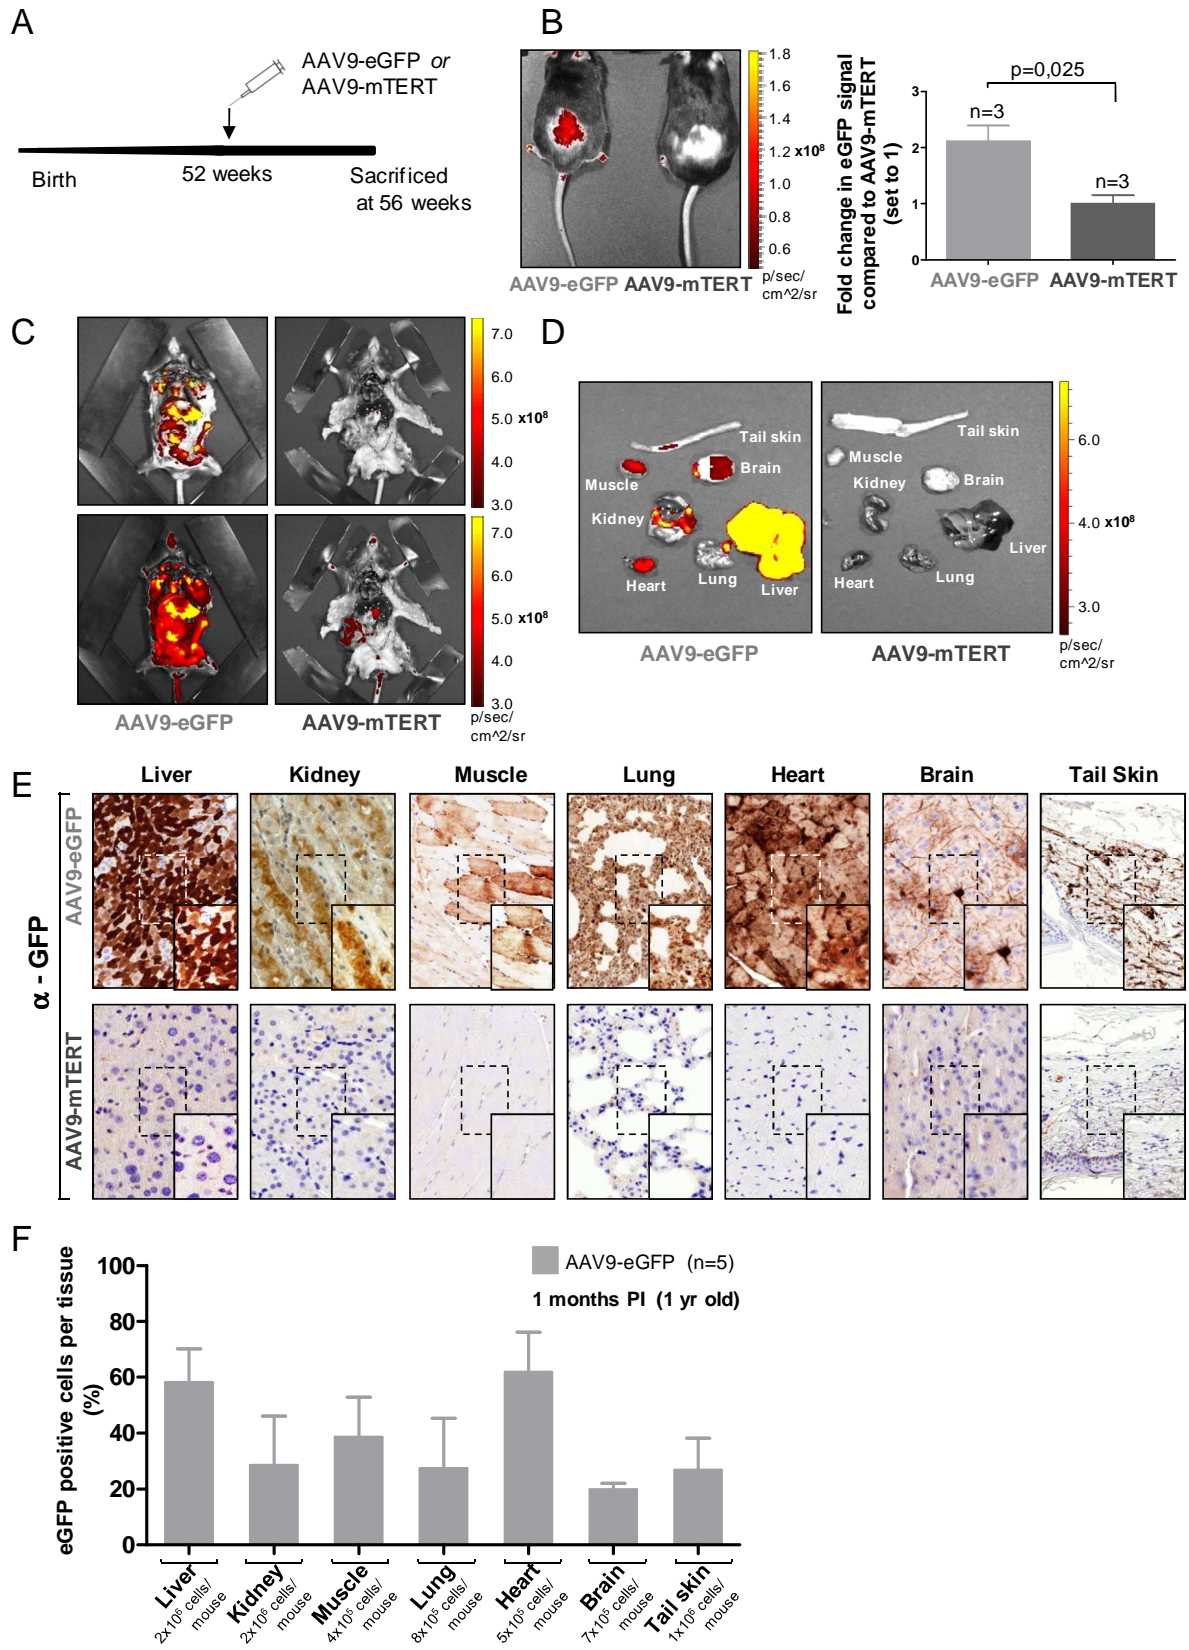 A
AAV9-eGFP or
AAV9-mTERT
Birth
52 weeks
Sacrificed
at 56 weeks
B
1.8
1.6
1.4
1.2 x10⁸
1.0
0.8
0.6
p/sec/
cm^2/sr
AAV9-eGFP AAV9-mTERT
Fold change in eGFP signal
compared to AAV9-mTERT
(set to 1)
p=0,025
3
2
1
0
n=3
n=3
AAV9-eGFP AAV9-mTERT
C
7.0
6.0
5.0 x10⁸
4.0
3.0
7.0
6.0
5.0 x10⁸
4.0
3.0
p/sec/
cm^2/sr
AAV9-eGFP AAV9-mTERT
D
Tail skin
Muscle
Brain
Kidney
Heart
Lung
Liver
Tail skin
Muscle
Kidney
Brain
Liver
Heart
Lung
6.0
4.0 x10⁸
3.0
p/sec/
cm^2/sr
AAV9-eGFP AAV9-mTERT
E
Liver Kidney Muscle Lung Heart Brain Tail Skin
α - GFP
AAV9-eGFP
AAV9-mTERT
F
eGFP positive cells per tissue
(%)
100
80
60
40
20
0
AAV9-eGFP (n=5)
1 months PI (1 yr old)
Liver
2x10⁶ cells/
mouse
Kidney
2x10⁶ cells/
mouse
Muscle
4x10⁵ cells/
mouse
Lung
8x10⁵ cells/
mouse
Heart
5x10⁵ cells/
mouse
Brain
7x10⁵ cells/
mouse
Tail skin
1x10⁶ cells/
mouse